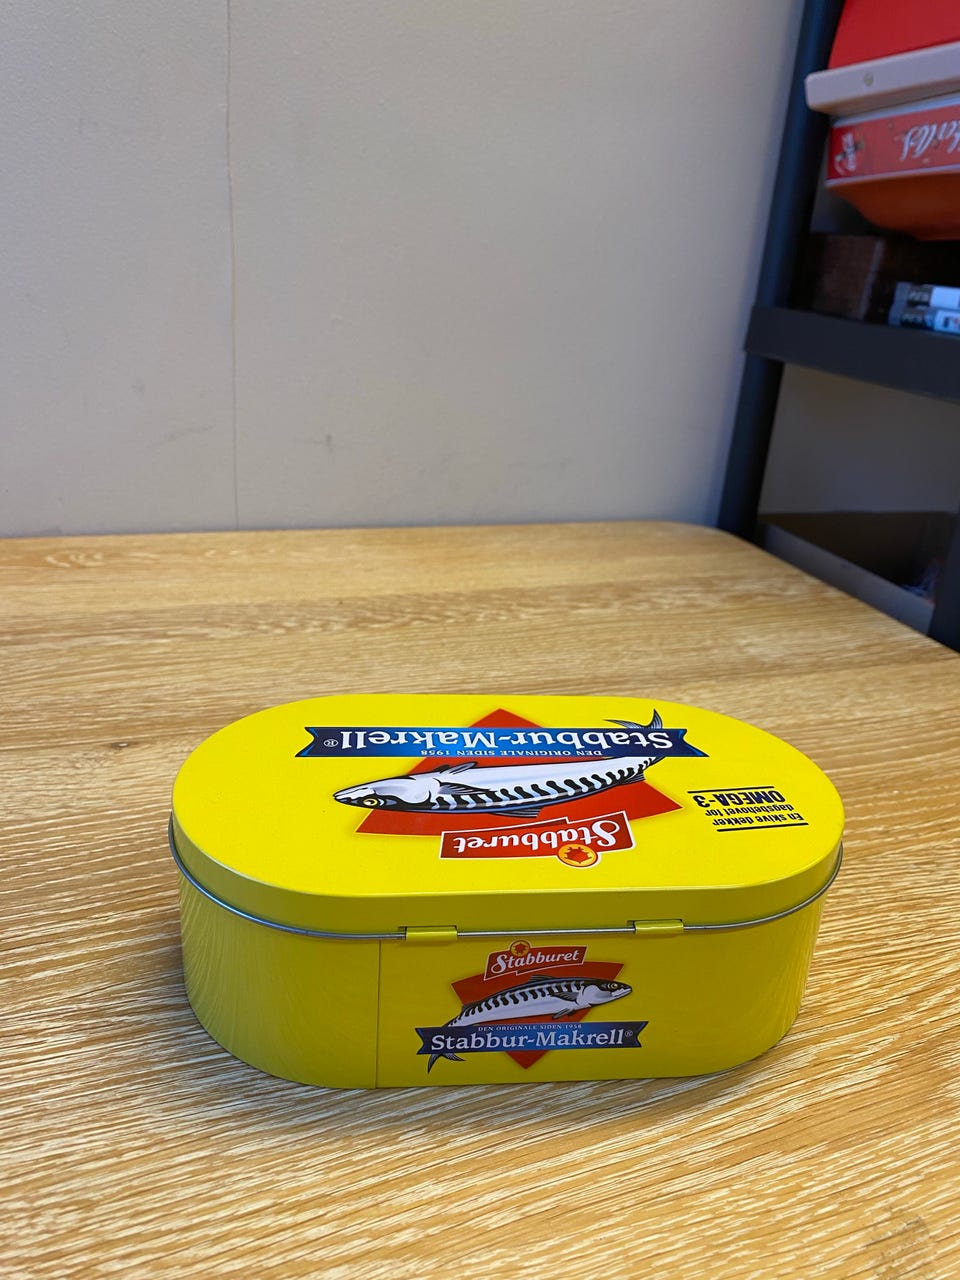 Stabburet
DEN ORIGINALE SIDEN 1958
Stabbur-Makrell®
En skive dekker
dagsbehovet for
OMEGA-3
Stabburet
DEN ORIGINALE SIDEN 1958
Stabbur-Makrell®